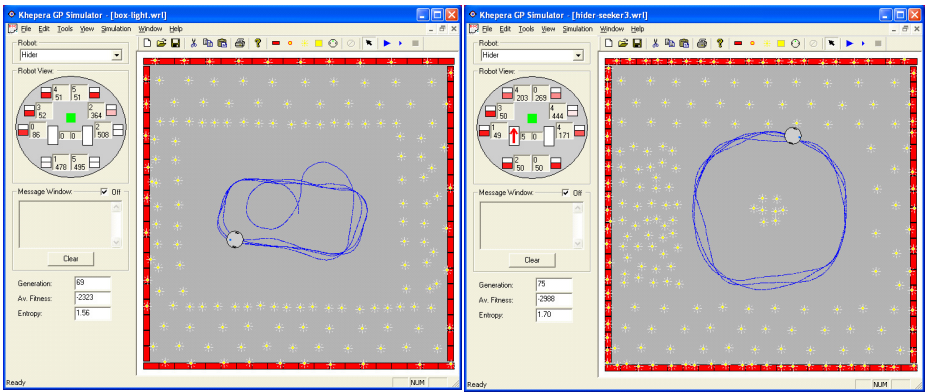 Khepera GP Simulator - [box-light.wrl]
File Edit Tools View Simulation Window Help
Robot:
Hider
Robot View:
4 5
51 51
3 2
52 364
0 2
86 508
0 0
1 5
478 495
Message Window: Off
Clear
Generation: 69
Av. Fitness: -2323
Entropy: 1.56
Ready
NUM
Khepera GP Simulator - [hider-seeker3.wrl]
File Edit Tools View Simulation Window Help
Robot:
Hider
Robot View:
4 0
203 269
4 4
50 444
1 4
49 171
5 0
2 0
50 50
Message Window: Off
Clear
Generation: 75
Av. Fitness: -2988
Entropy: 1.70
Ready
NUM